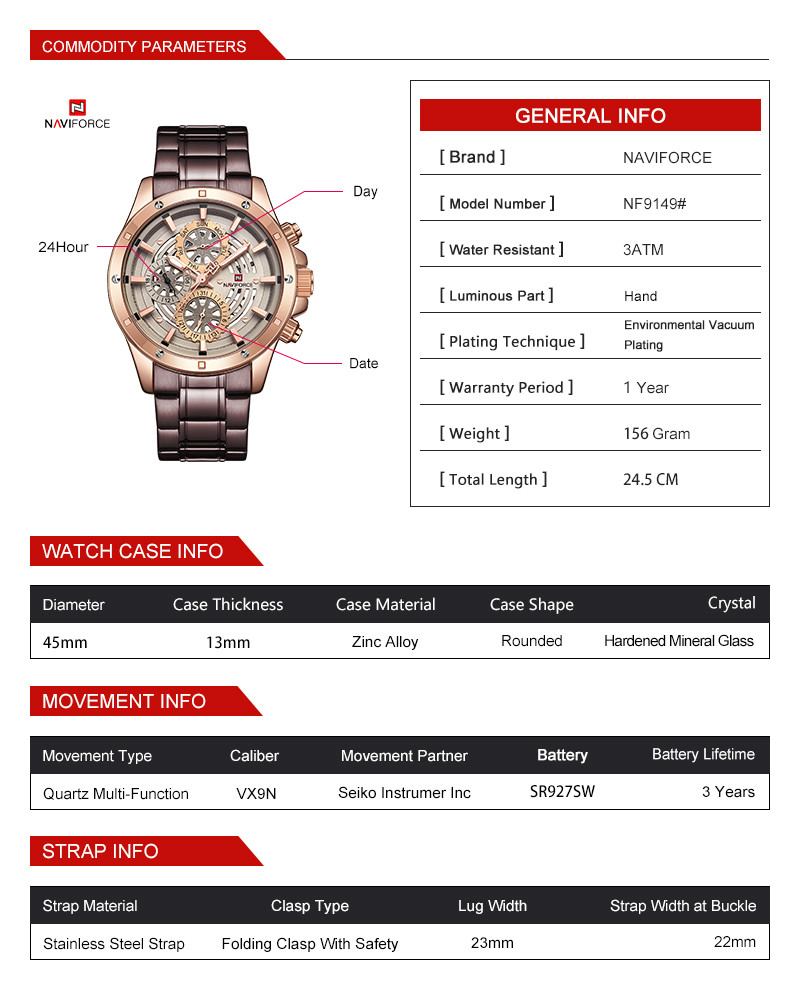 COMMODITY PARAMETERS
NAVIFORCE
Day
24Hour
Date
SUN
NAVIFORCE
GENERAL INFO
[ Brand ] NAVIFORCE
[ Model Number ] NF9149#
[ Water Resistant ] 3ATM
[ Luminous Part ] Hand
[ Plating Technique ] Environmental Vacuum
Plating
[ Warranty Period ] 1 Year
[ Weight ] 156 Gram
[ Total Length ] 24.5 CM
WATCH CASE INFO
Diameter Case Thickness Case Material Case Shape Crystal
45mm 13mm Zinc Alloy Rounded Hardened Mineral Glass
MOVEMENT INFO
Movement Type Caliber Movement Partner Battery Battery Lifetime
Quartz Multi-Function VX9N Seiko Instrumer Inc SR927SW 3 Years
STRAP INFO
Strap Material Clasp Type Lug Width Strap Width at Buckle
Stainless Steel Strap Folding Clasp With Safety 23mm 22mm